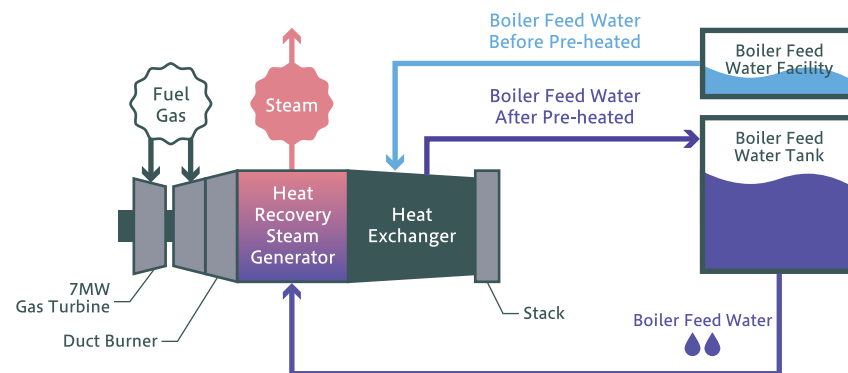 Boiler Feed Water
Before Pre-heated
Boiler Feed
Water Facility
Fuel
Gas
Steam
Boiler Feed Water
After Pre-heated
Boiler Feed
Water Tank
Heat
Recovery
Steam
Generator
Heat
Exchanger
7MW
Gas Turbine
Duct Burner
Stack
Boiler Feed Water